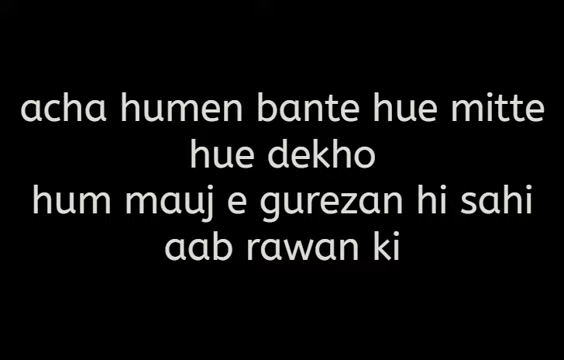 acha humen bante hue mitte
hue dekho
hum mauj e gurezan hi sahi
aab rawan ki